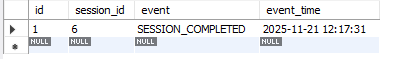 id session_id event event_time
1 6 SESSION_COMPLETED 2025-11-21 12:17:31
NULL NULL NULL NULL